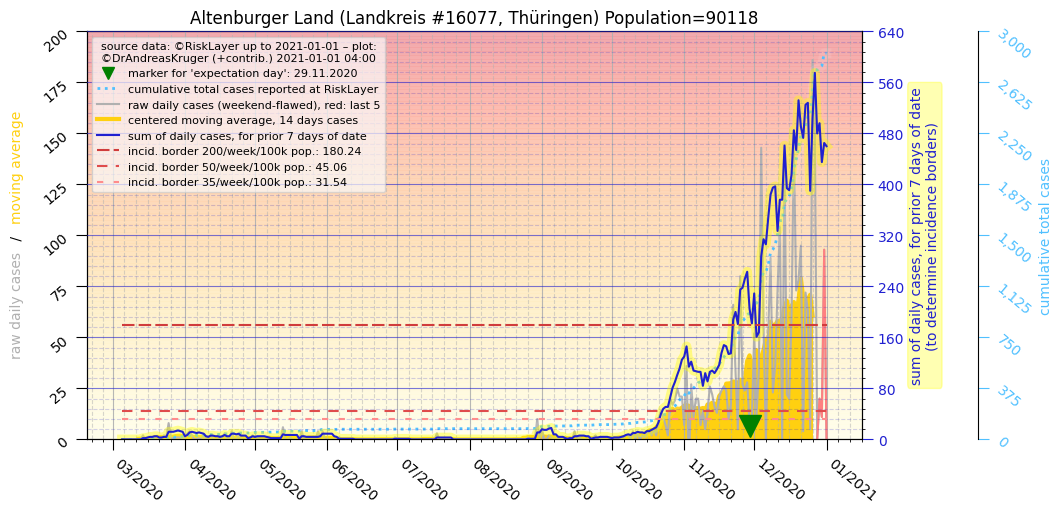 Altenburger Land (Landkreis #16077, Thüringen) Population=90118
source data: ©RiskLayer up to 2021-01-01 – plot:
©DrAndreasKruger (+contrib.) 2021-01-01 04:00
marker for 'expectation day': 29.11.2020
cumulative total cases reported at RiskLayer
raw daily cases (weekend-flawed), red: last 5
centered moving average, 14 days cases
sum of daily cases, for prior 7 days of date
incid. border 200/week/100k pop.: 180.24
incid. border 50/week/100k pop.: 45.06
incid. border 35/week/100k pop.: 31.54
raw daily cases / moving average
200
175
150
125
100
75
50
25
0
03/2020
04/2020
05/2020
06/2020
07/2020
08/2020
09/2020
10/2020
11/2020
12/2020
01/2021
640
560
480
400
320
240
160
80
0
sum of daily cases, for prior 7 days of date
(to determine incidence borders)
3,000
2,625
2,250
1,875
1,500
1,125
750
375
0
cumulative total cases